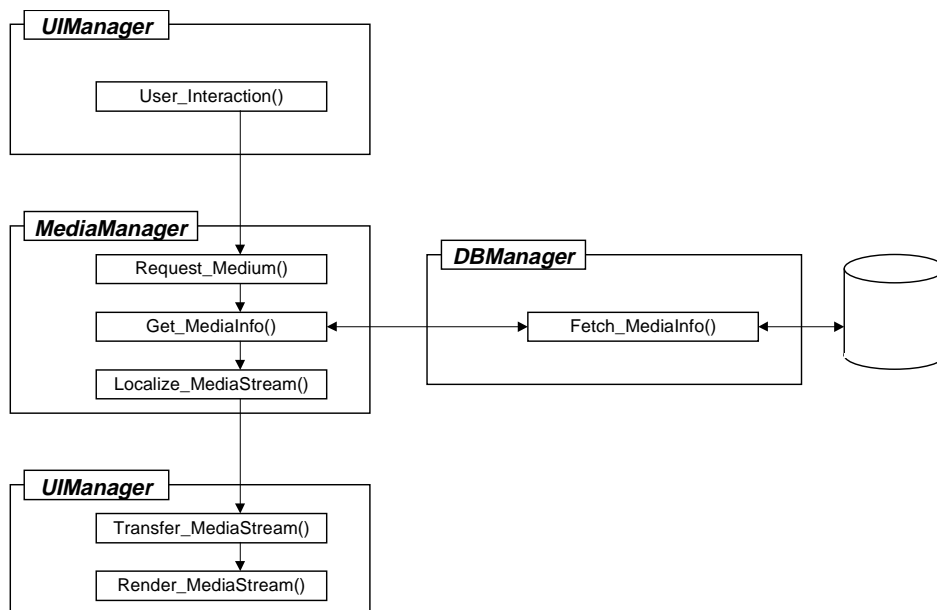 UIManager
User_Interaction()
MediaManager
Request_Medium()
Get_MediaInfo()
Localize_MediaStream()
DBManager
Fetch_MediaInfo()
UIManager
Transfer_MediaStream()
Render_MediaStream()